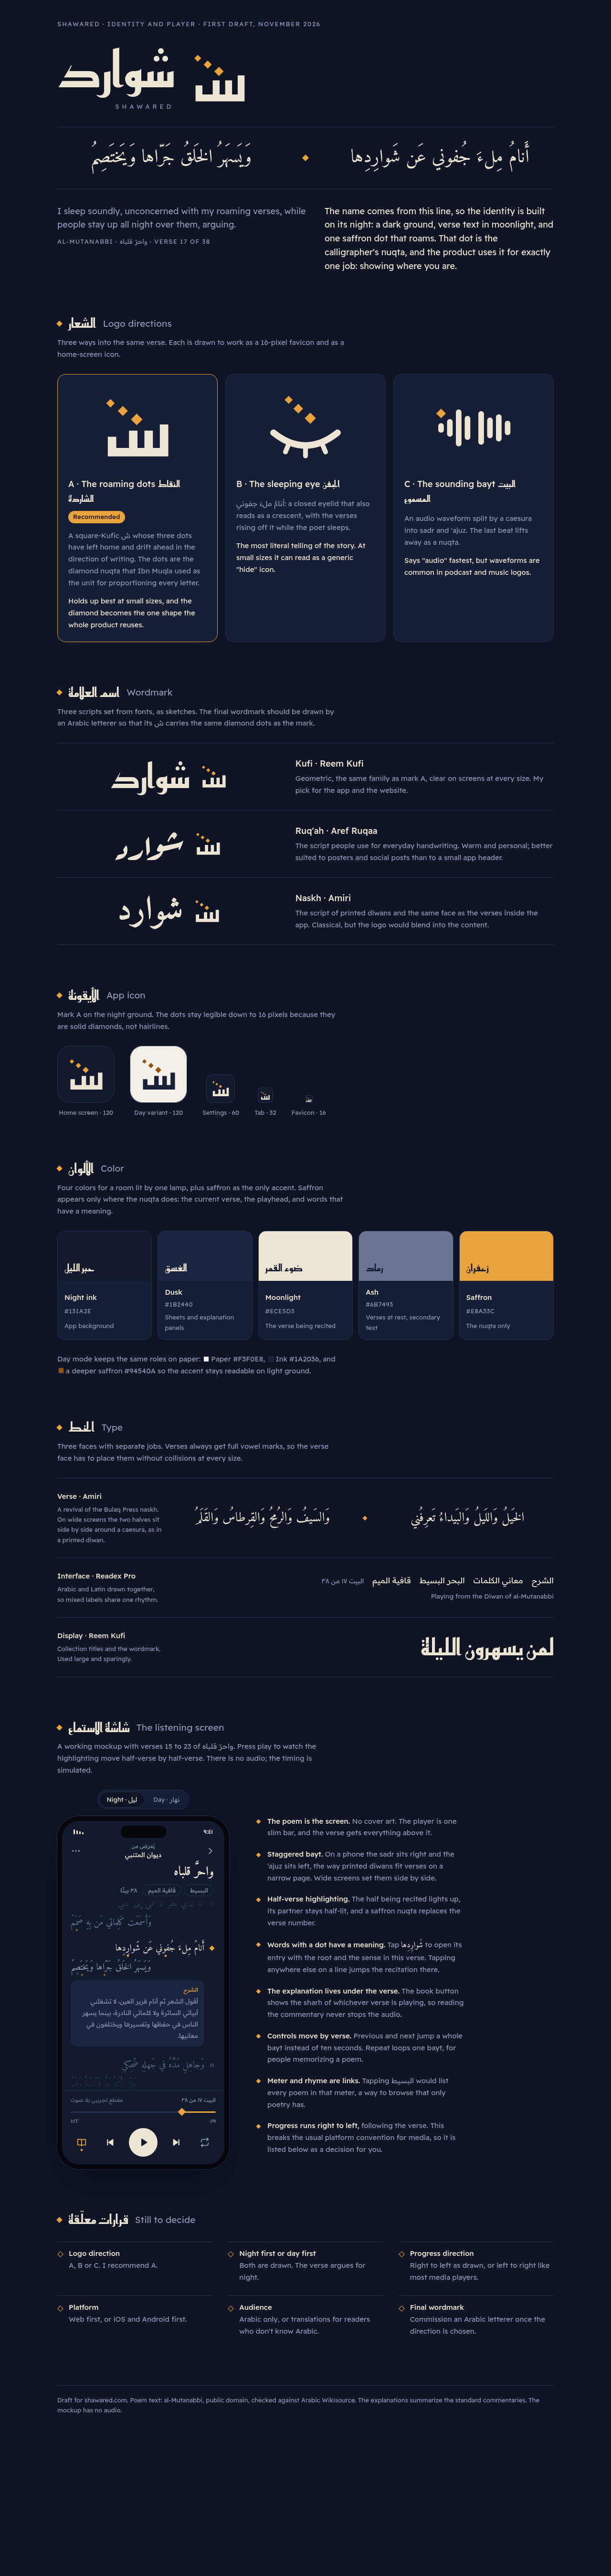 SHAWARED · IDENTITY AND PLAYER · FIRST DRAFT, NOVEMBER 2026
شوارد
SHAWARED
أَنامُ مِلءَ جُفوني عَن شَوارِدِها
وَيَسهَرُ الخَلقُ جَرّاها وَيَختَصِمُ
I sleep soundly, unconcerned with my roaming verses, while
people stay up all night over them, arguing.
AL-MUTANABBI · واحرّ قلباه · VERSE 17 OF 38
The name comes from this line, so the identity is built
on its night: a dark ground, verse text in moonlight, and
one saffron dot that roams. That dot is the
calligrapher's nuqta, and the product uses it for exactly
one job: showing where you are.
الشعار Logo directions
Three ways into the same verse. Each is drawn to work as a 16-pixel favicon and as a
home-screen icon.
A · The roaming dots النقاط
الشاردة
Recommended
A square-Kufic ش whose three dots
have left home and drift ahead in the
direction of writing. The dots are the
diamond nuqta that Ibn Muqla used as
the unit for proportioning every letter.
Holds up best at small sizes, and the
diamond becomes the one shape the
whole product reuses.
B · The sleeping eye الجفن
أنامُ ملءَ جفوني: a closed eyelid that also
reads as a crescent, with the verses
rising off it while the poet sleeps.
The most literal telling of the story. At
small sizes it can read as a generic
"hide" icon.
C · The sounding bayt البيت
المسموع
An audio waveform split by a caesura
into sadr and 'ajuz. The last beat lifts
away as a nuqta.
Says "audio" fastest, but waveforms are
common in podcast and music logos.
اسم العلامة Wordmark
Three scripts set from fonts, as sketches. The final wordmark should be drawn by
an Arabic letterer so that its ش carries the same diamond dots as the mark.
شوارد
Kufi · Reem Kufi
Geometric, the same family as mark A, clear on screens at every size. My
pick for the app and the website.
شوارد
Ruq'ah · Aref Ruqaa
The script people use for everyday handwriting. Warm and personal; better
suited to posters and social posts than to a small app header.
شوارد
Naskh · Amiri
The script of printed diwans and the same face as the verses inside the
app. Classical, but the logo would blend into the content.
الأيقونة App icon
Mark A on the night ground. The dots stay legible down to 16 pixels because they
are solid diamonds, not hairlines.
Home screen · 120
Day variant · 120
Settings · 60
Tab · 32
Favicon · 16
الألوان Color
Four colors for a room lit by one lamp, plus saffron as the only accent. Saffron
appears only where the nuqta does: the current verse, the playhead, and words that
have a meaning.
حبر الليل
Night ink
#131A2E
App background
الغسق
Dusk
#1B2440
Sheets and explanation
panels
ضوء القمر
Moonlight
#ECE5D3
The verse being recited
رماد
Ash
#6B7493
Verses at rest, secondary
text
زعفران
Saffron
#E8A33C
The nuqta only
Day mode keeps the same roles on paper: Paper #F3F0E8, Ink #1A2036, and
a deeper saffron #94540A so the accent stays readable on light ground.
الخط Type
Three faces with separate jobs. Verses always get full vowel marks, so the verse
face has to place them without collisions at every size.
Verse · Amiri
A revival of the Bulaq Press naskh.
On wide screens the two halves sit
side by side around a caesura, as in
a printed diwan.
الخَيلُ وَاللَيلُ وَالبَيداءُ تَعرِفُني
وَالسَيفُ وَالرُمحُ وَالقِرطاسُ وَالقَلَمُ
Interface · Readex Pro
Arabic and Latin drawn together,
so mixed labels share one rhythm.
الشرح معاني الكلمات البحر البسيط قافية الميم البيت ١٧ من ٣٨
Playing from the Diwan of al-Mutanabbi
Display · Reem Kufi
Collection titles and the wordmark.
Used large and sparingly.
لمن يسهرون الليلة
شاشة الاستماع The listening screen
A working mockup with verses 15 to 23 of واحرّ قلباه. Press play to watch the
highlighting move half-verse by half-verse. There is no audio; the timing is
simulated.
Night · ليل
Day · نهار
٩:٤١
يُعرض من
ديوان المتنبي
واحرَّ قلباه
البسيط
قافية الميم
٣٨ بيتًا
وَأَسمَعَت كَلِماتي مَن بِهِ صَمَمُ
أَنامُ مِلءَ جُفوني عَن شَوارِدِها
وَيَسهَرُ الخَلقُ جَرّاها وَيَختَصِمُ
الشرح
أقول الشعر ثم أنام قرير العين، لا تشغلني
أبياتي السائرة ولا كلماتي النادرة، بينما يسهر
الناس في حفظها وتفسيرها ويختلفون في
معانيها.
وَجاهِلٍ مَدَّهُ في جَهلِهِ ضَحِكي
البيت ١٧ من ٣٨
مقطع تجريبي بلا صوت
The poem is the screen. No cover art. The player is one
slim bar, and the verse gets everything above it.
Staggered bayt. On a phone the sadr sits right and the
'ajuz sits left, the way printed diwans fit verses on a
narrow page. Wide screens set them side by side.
Half-verse highlighting. The half being recited lights up,
its partner stays half-lit, and a saffron nuqta replaces the
verse number.
Words with a dot have a meaning. Tap شَوارِدِها to open its
entry with the root and the sense in this verse. Tapping
anywhere else on a line jumps the recitation there.
The explanation lives under the verse. The book button
shows the sharh of whichever verse is playing, so reading
the commentary never stops the audio.
Controls move by verse. Previous and next jump a whole
bayt instead of ten seconds. Repeat loops one bayt, for
people memorizing a poem.
Meter and rhyme are links. Tapping البسيط would list
every poem in that meter, a way to browse that only
poetry has.
Progress runs right to left, following the verse. This
breaks the usual platform convention for media, so it is
listed below as a decision for you.
قرارات معلّقة Still to decide
Logo direction
A, B or C. I recommend A.
Night first or day first
Both are drawn. The verse argues for
night.
Progress direction
Right to left as drawn, or left to right like
most media players.
Platform
Web first, or iOS and Android first.
Audience
Arabic only, or translations for readers
who don't know Arabic.
Final wordmark
Commission an Arabic letterer once the
direction is chosen.
Draft for shawared.com. Poem text: al-Mutanabbi, public domain, checked against Arabic Wikisource. The explanations summarize the standard commentaries. The
mockup has no audio.